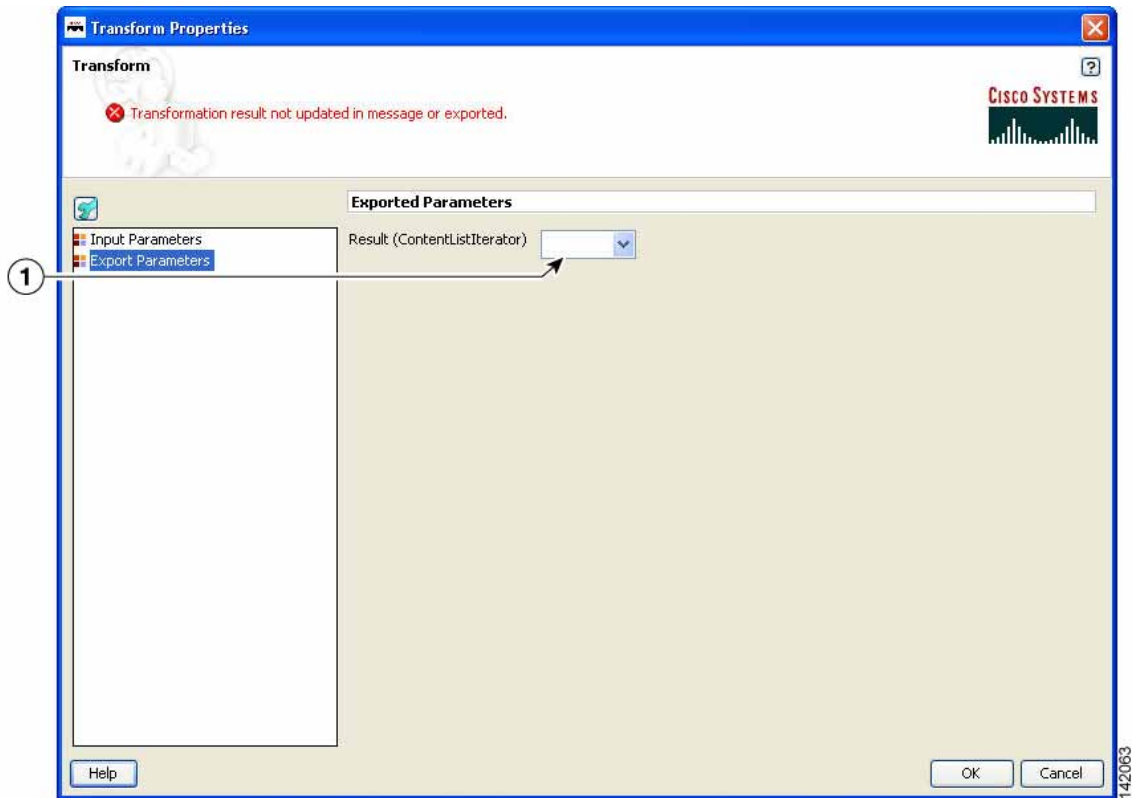 Transform Properties
Transform
Transformation result not updated in message or exported.
CISCO SYSTEMS
Exported Parameters
Input Parameters
Export Parameters
Result (ContentListIterator)
1
Help
OK
Cancel
142063